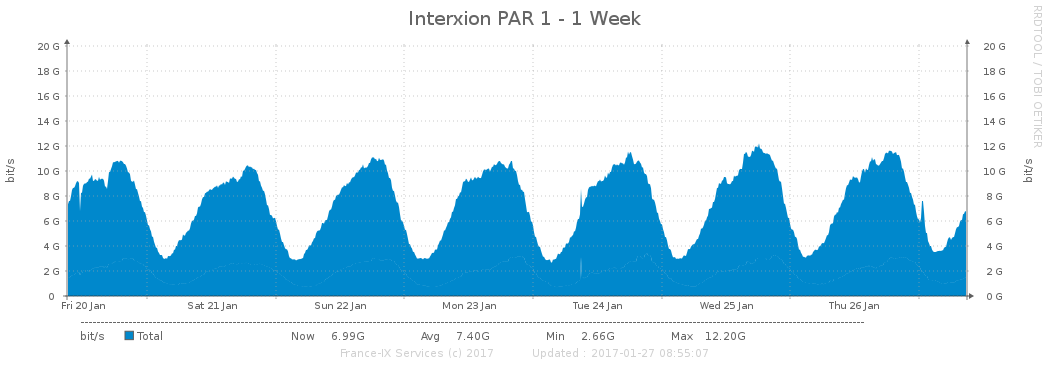 Interxion PAR 1 - 1 Week
RRDTOOL / TOBI OETIKER
20 G 20 G
18 G 18 G
16 G 16 G
14 G 14 G
12 G 12 G
10 G 10 G
8 G 8 G
6 G 6 G
4 G 4 G
2 G 2 G
0 0 G
bit/s bit/s
Fri 20 Jan Sat 21 Jan Sun 22 Jan Mon 23 Jan Tue 24 Jan Wed 25 Jan Thu 26 Jan
bit/s Total Now 6.99G Avg 7.40G Min 2.66G Max 12.20G
France-IX Services (c) 2017 Updated : 2017-01-27 08:55:07